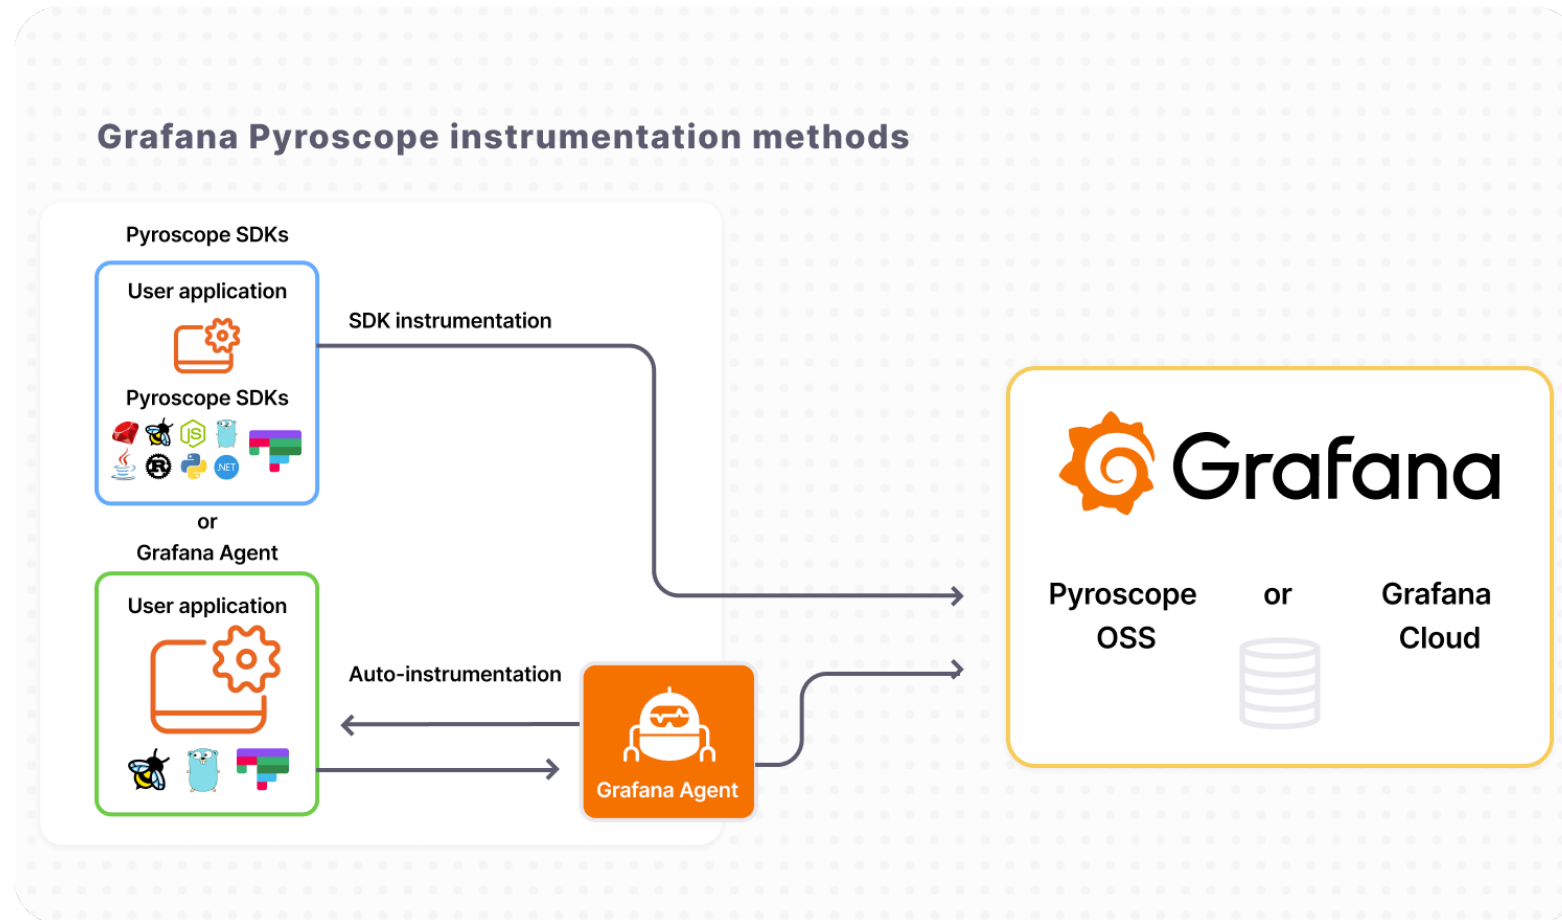 Grafana Pyroscope instrumentation methods
Pyroscope SDKs
User application
Pyroscope SDKs
JS
R
.NET
SDK instrumentation
or
Grafana Agent
User application
Auto-instrumentation
Grafana Agent
Grafana
Pyroscope
OSS
or
Grafana
Cloud